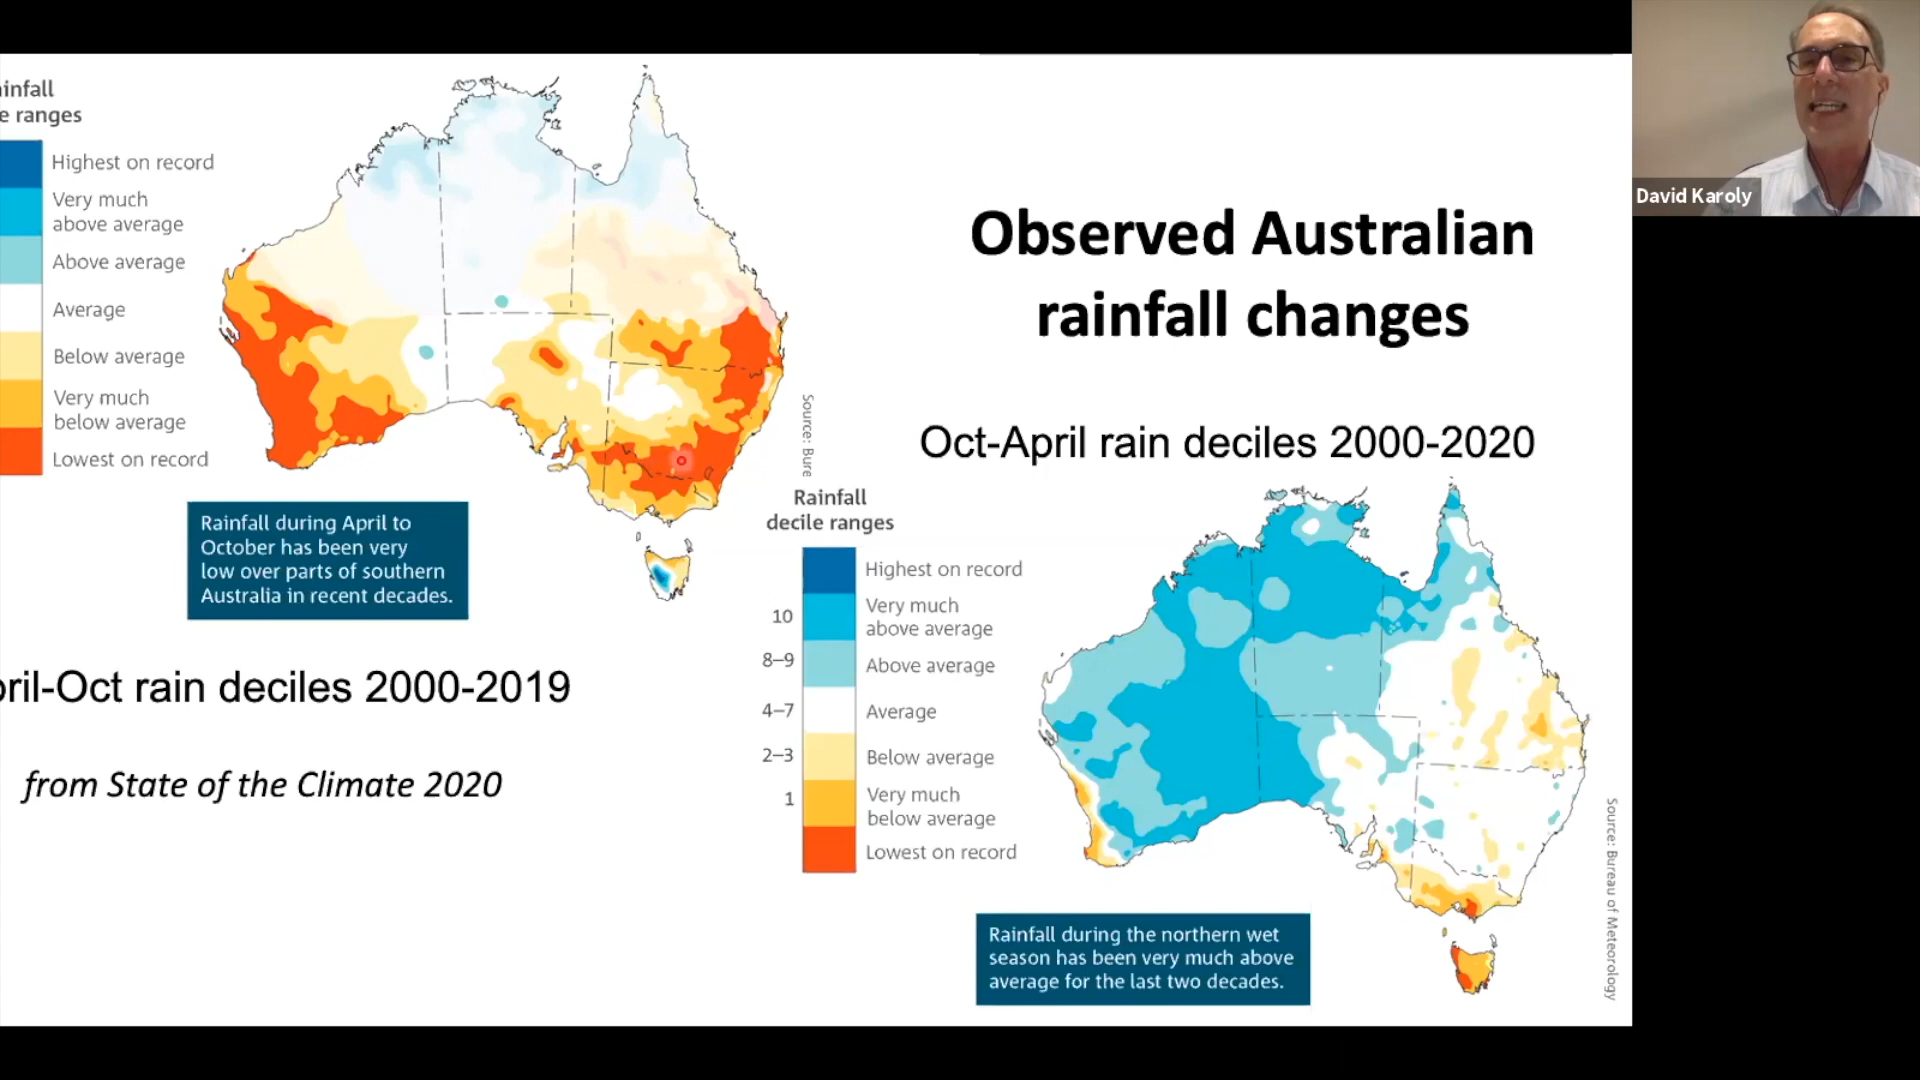 ainfall
e ranges
Highest on record
Very much
above average
Above average
Average
Below average
Very much
below average
Lowest on record
Source: Bure
Rainfall during April to
October has been very
low over parts of southern
Australia in recent decades.
pril-Oct rain deciles 2000-2019
from State of the Climate 2020
Observed Australian
rainfall changes
Oct-April rain deciles 2000-2020
Rainfall
decile ranges
Highest on record
10 Very much
above average
8–9 Above average
4–7 Average
2–3 Below average
1 Very much
below average
Lowest on record
Rainfall during the northern wet
season has been very much above
average for the last two decades.
Source: Bureau of Meteorology
David Karoly